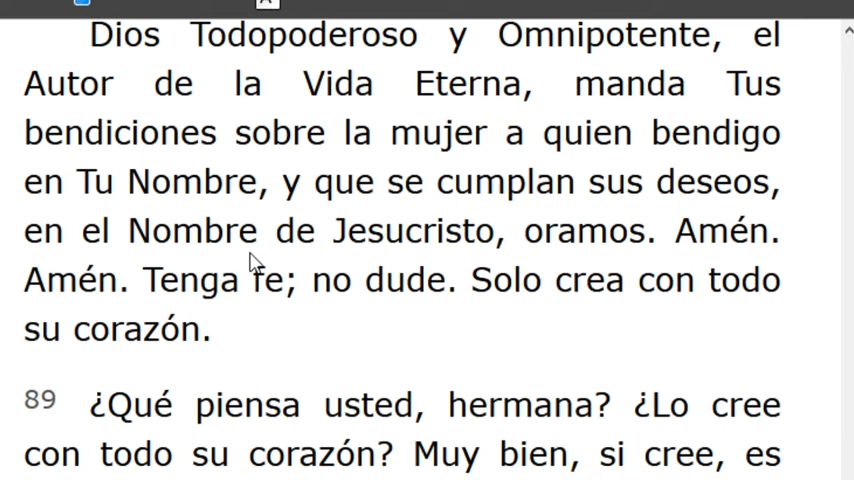 Dios Todopoderoso y Omnipotente, el
Autor de la Vida Eterna, manda Tus
bendiciones sobre la mujer a quien bendigo
en Tu Nombre, y que se cumplan sus deseos,
en el Nombre de Jesucristo, oramos. Amén.
Amén. Tenga fe; no dude. Solo crea con todo
su corazón.
89 ¿Qué piensa usted, hermana? ¿Lo cree
con todo su corazón? Muy bien, si cree, es